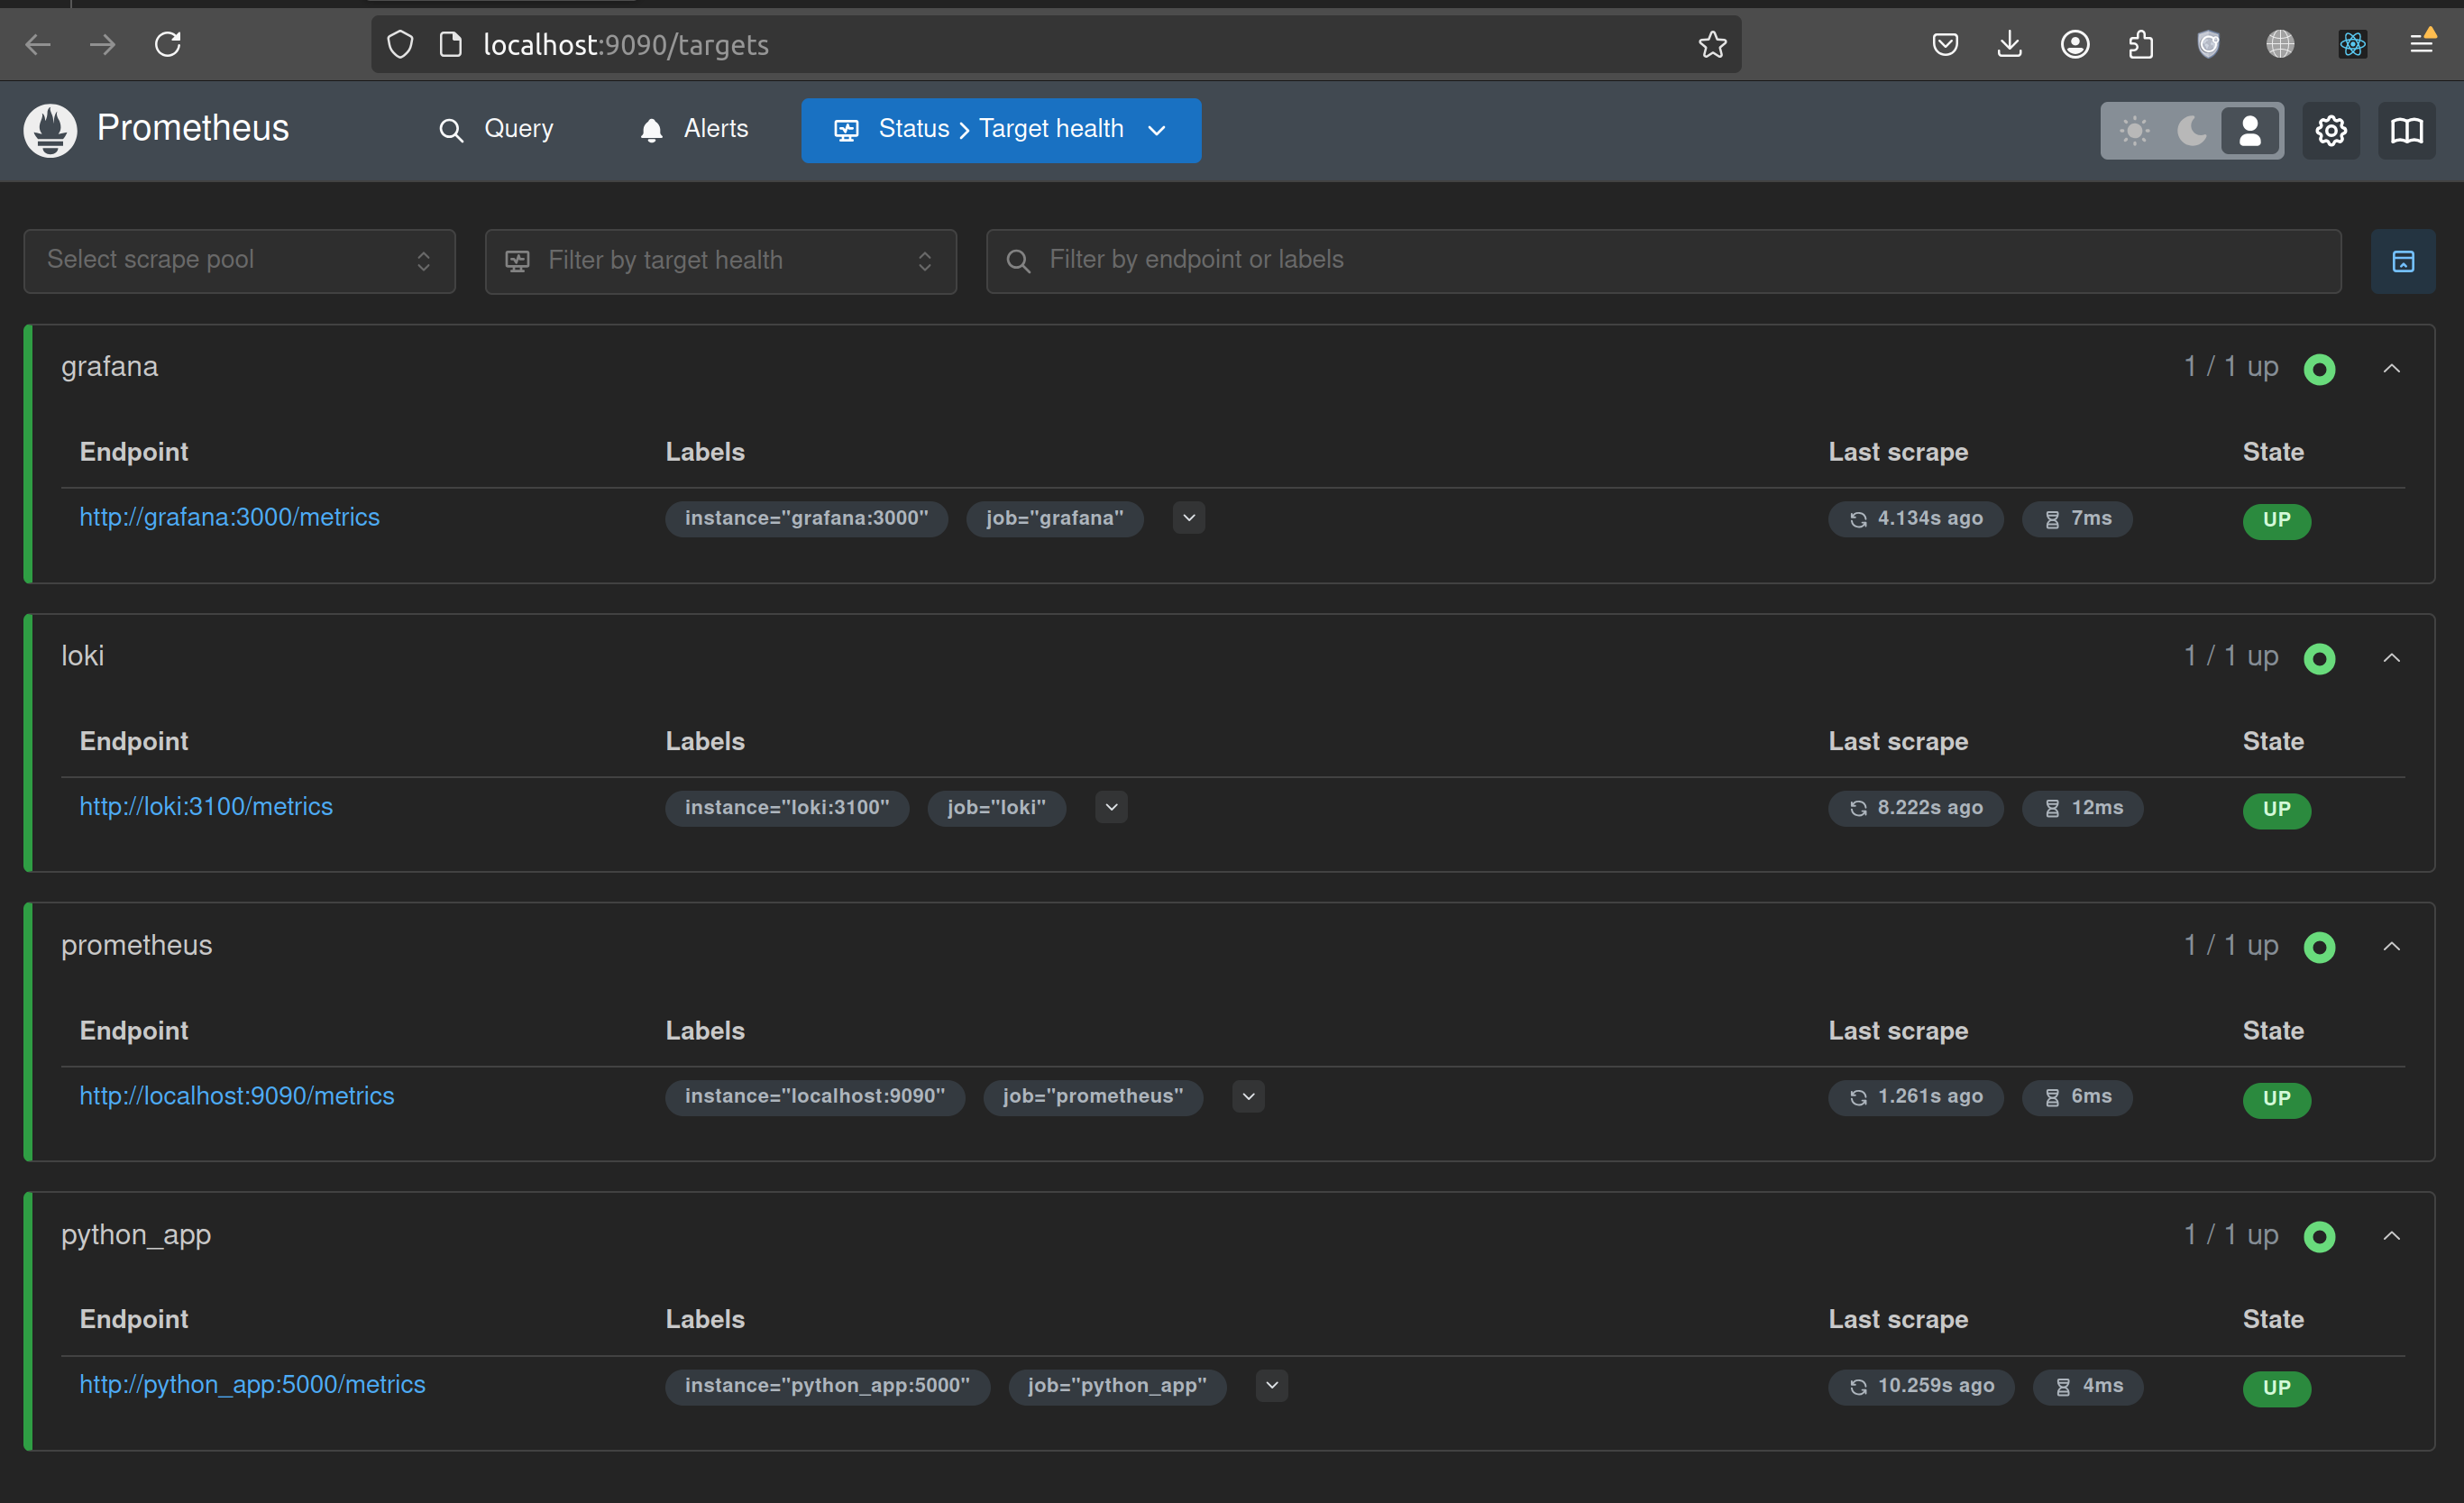 localhost:9090/targets
Prometheus Query Alerts Status > Target health
Select scrape pool Filter by target health Filter by endpoint or labels
grafana 1 / 1 up
Endpoint Labels Last scrape State
http://grafana:3000/metrics instance="grafana:3000" job="grafana" 4.134s ago 7ms UP
loki 1 / 1 up
Endpoint Labels Last scrape State
http://loki:3100/metrics instance="loki:3100" job="loki" 8.222s ago 12ms UP
prometheus 1 / 1 up
Endpoint Labels Last scrape State
http://localhost:9090/metrics instance="localhost:9090" job="prometheus" 1.261s ago 6ms UP
python_app 1 / 1 up
Endpoint Labels Last scrape State
http://python_app:5000/metrics instance="python_app:5000" job="python_app" 10.259s ago 4ms UP